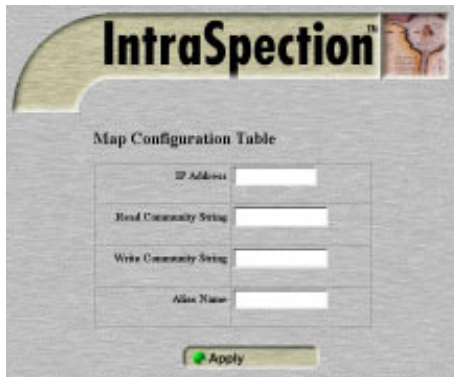 IntraSpection™
Map Configuration Table
IP Address
Read Community String
Write Community String
Alias Name
Apply